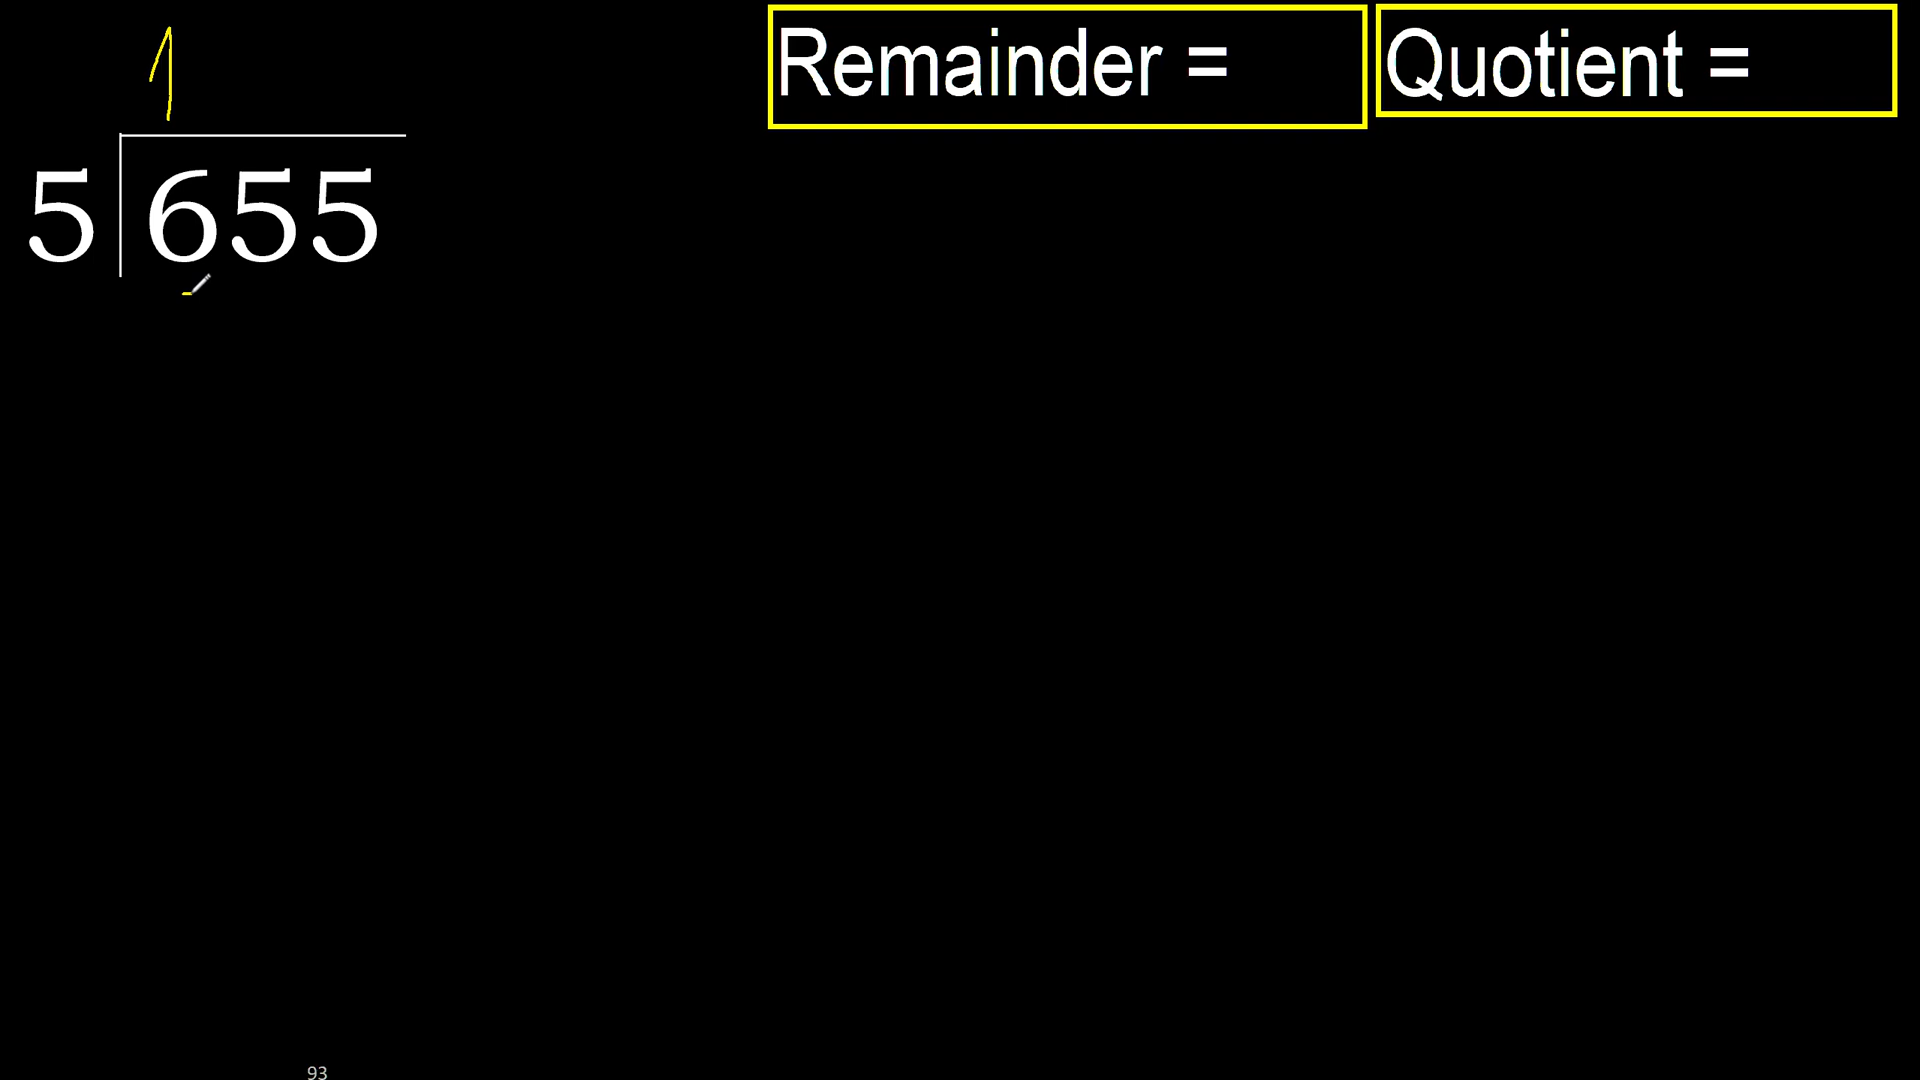 1
5 655
Remainder =
Quotient =
93